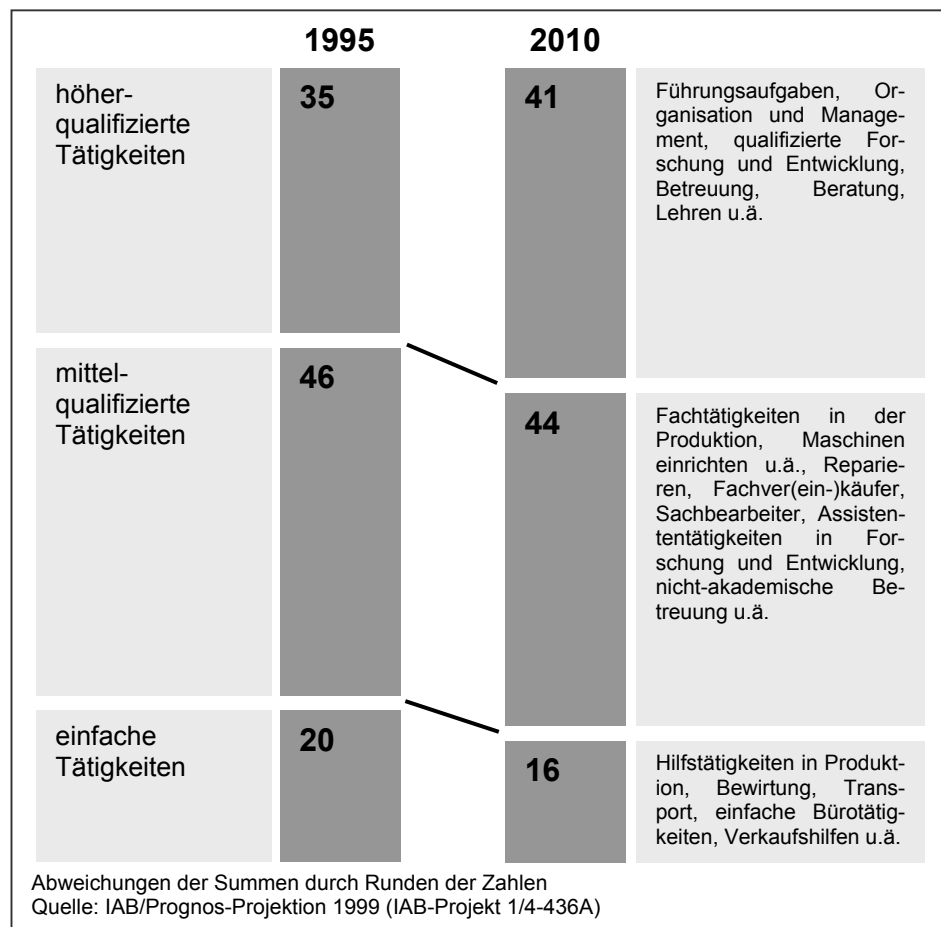 1995 2010
höher-
qualifizierte
Tätigkeiten
35
41
Führungsaufgaben, Or-
ganisation und Manage-
ment, qualifizierte For-
schung und Entwicklung,
Betreuung, Beratung,
Lehren u.ä.
mittel-
qualifizierte
Tätigkeiten
46
44
Fachtätigkeiten in der
Produktion, Maschinen
einrichten u.ä., Reparie-
ren, Fachver(ein-)käufer,
Sachbearbeiter, Assisten-
tentätigkeiten in For-
schung und Entwicklung,
nicht-akademische Be-
treuung u.ä.
einfache
Tätigkeiten
20
16
Hilfstätigkeiten in Produkt-
ion, Bewirtung, Trans-
port, einfache Bürotätig-
keiten, Verkaufshilfen u.ä.
Abweichungen der Summen durch Runden der Zahlen
Quelle: IAB/Prognos-Projektion 1999 (IAB-Projekt 1/4-436A)